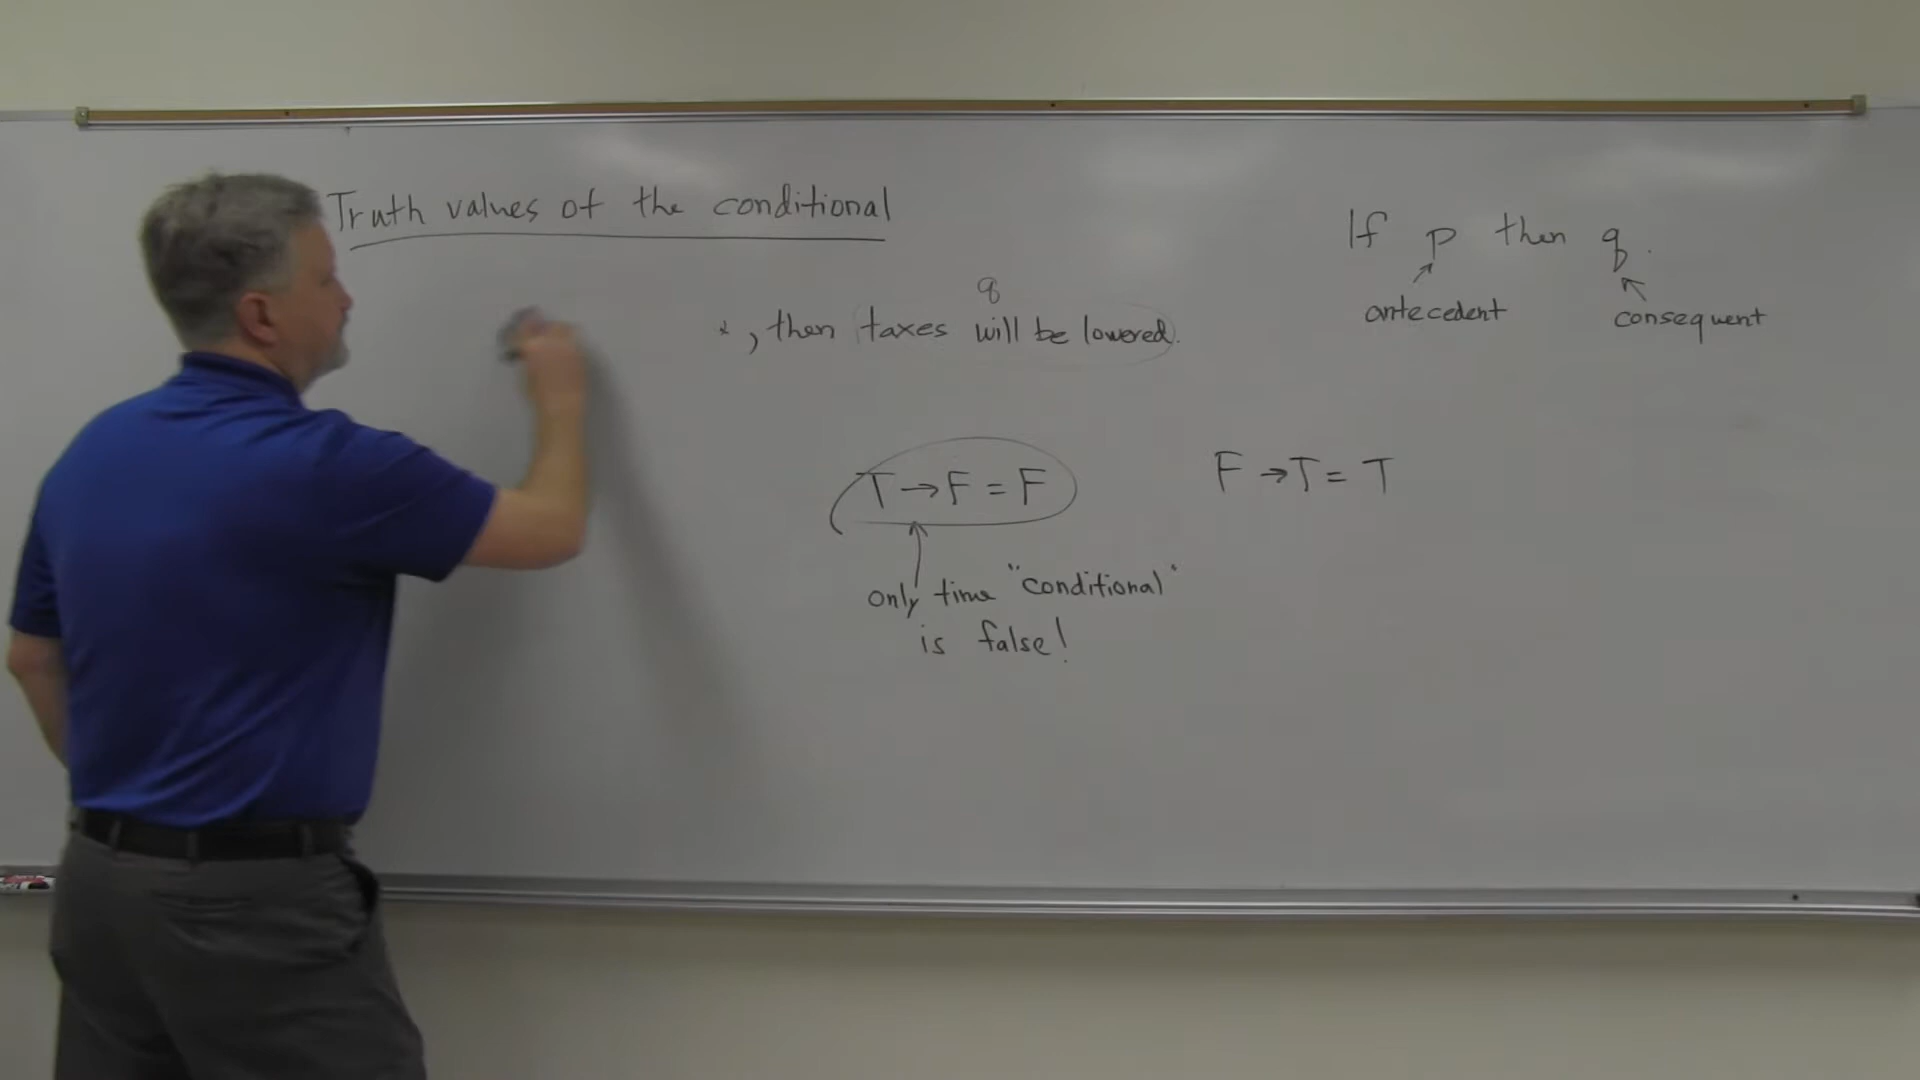 Truth values of the conditional
If p then q.
antecedent
consequent
q
, then taxes will be lowered.
T → F = F
F → T = T
only time "conditional"
is false!